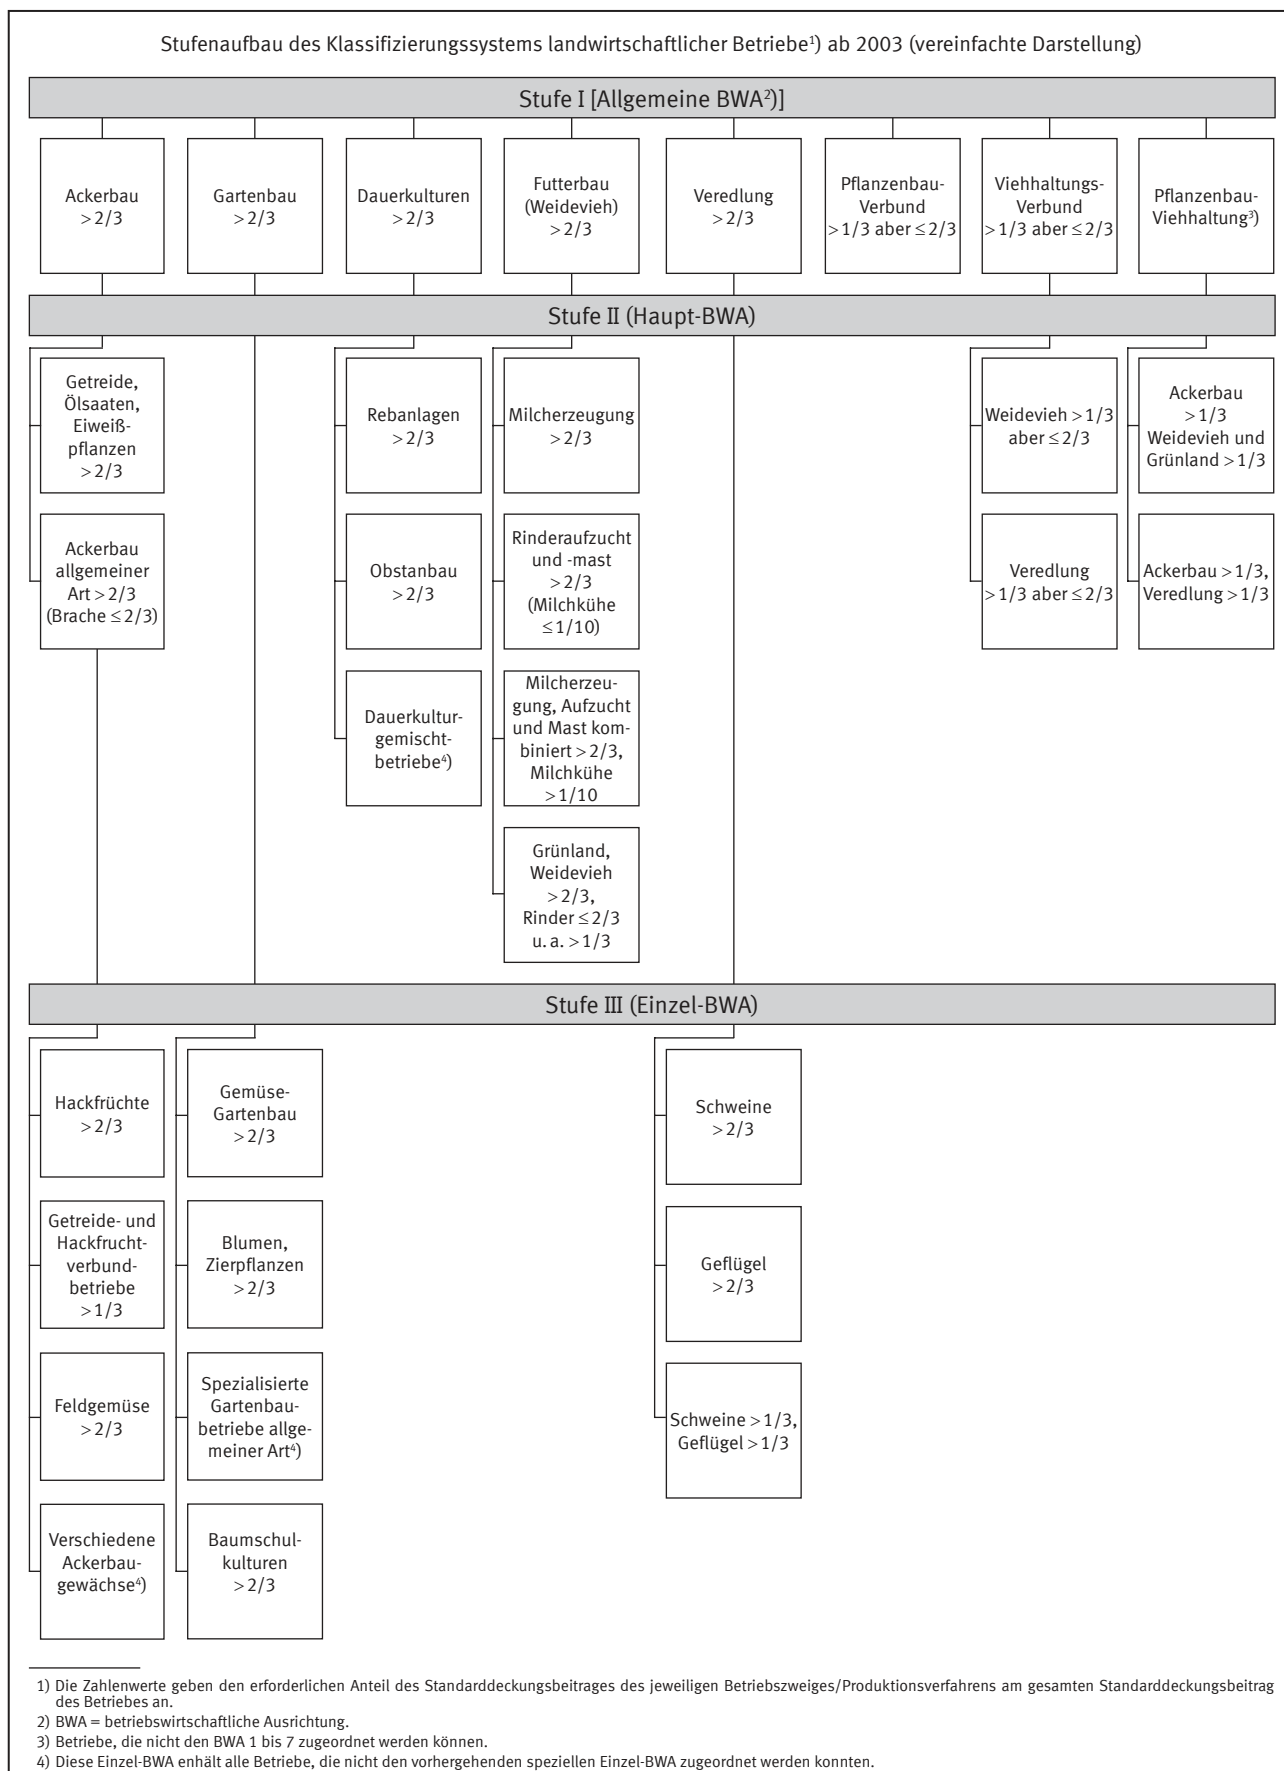 Stufenaufbau des Klassifizierungssystems landwirtschaftlicher Betriebe¹) ab 2003 (vereinfachte Darstellung)
Stufe I [Allgemeine BWA²)]
Ackerbau
> 2/3
Gartenbau
> 2/3
Dauerkulturen
> 2/3
Futterbau
(Weidevieh)
> 2/3
Veredlung
> 2/3
Pflanzenbau-
Verbund
> 1/3 aber ≤ 2/3
Viehhaltungs-
Verbund
> 1/3 aber ≤ 2/3
Pflanzenbau-
Viehhaltung³)
Stufe II (Haupt-BWA)
Getreide,
Ölsaaten,
Eiweiß-
pflanzen
> 2/3
Rebanlagen
> 2/3
Milcherzeugung
> 2/3
Weidevieh > 1/3
aber ≤ 2/3
Ackerbau
> 1/3
Weidevieh und
Grünland > 1/3
Ackerbau
allgemeiner
Art > 2/3
(Brache ≤ 2/3)
Obstanbau
> 2/3
Rinderaufzucht
und -mast
> 2/3
(Milchkühe
≤ 1/10)
Veredlung
> 1/3 aber ≤ 2/3
Ackerbau > 1/3,
Veredlung > 1/3
Dauerkultur-
gemischt-
betriebe⁴)
Milcherzeu-
gung, Aufzucht
und Mast kom-
biniert > 2/3,
Milchkühe
> 1/10
Grünland,
Weidevieh
> 2/3,
Rinder ≤ 2/3
u. a. > 1/3
Stufe III (Einzel-BWA)
Hackfrüchte
> 2/3
Gemüse-
Gartenbau
> 2/3
Schweine
> 2/3
Getreide- und
Hackfrucht-
verbund-
betriebe
> 1/3
Blumen,
Zierpflanzen
> 2/3
Geflügel
> 2/3
Feldgemüse
> 2/3
Spezialisierte
Gartenbau-
betriebe allge-
meiner Art⁴)
Schweine > 1/3,
Geflügel > 1/3
Verschiedene
Ackerbau-
gewächse⁴)
Baumschul-
kulturen
> 2/3
1) Die Zahlenwerte geben den erforderlichen Anteil des Standarddeckungsbeitrages des jeweiligen Betriebszweiges/Produktionsverfahrens am gesamten Standarddeckungsbeitrag
des Betriebes an.
2) BWA = betriebswirtschaftliche Ausrichtung.
3) Betriebe, die nicht den BWA 1 bis 7 zugeordnet werden können.
4) Diese Einzel-BWA enhält alle Betriebe, die nicht den vorhergehenden speziellen Einzel-BWA zugeordnet werden konnten.